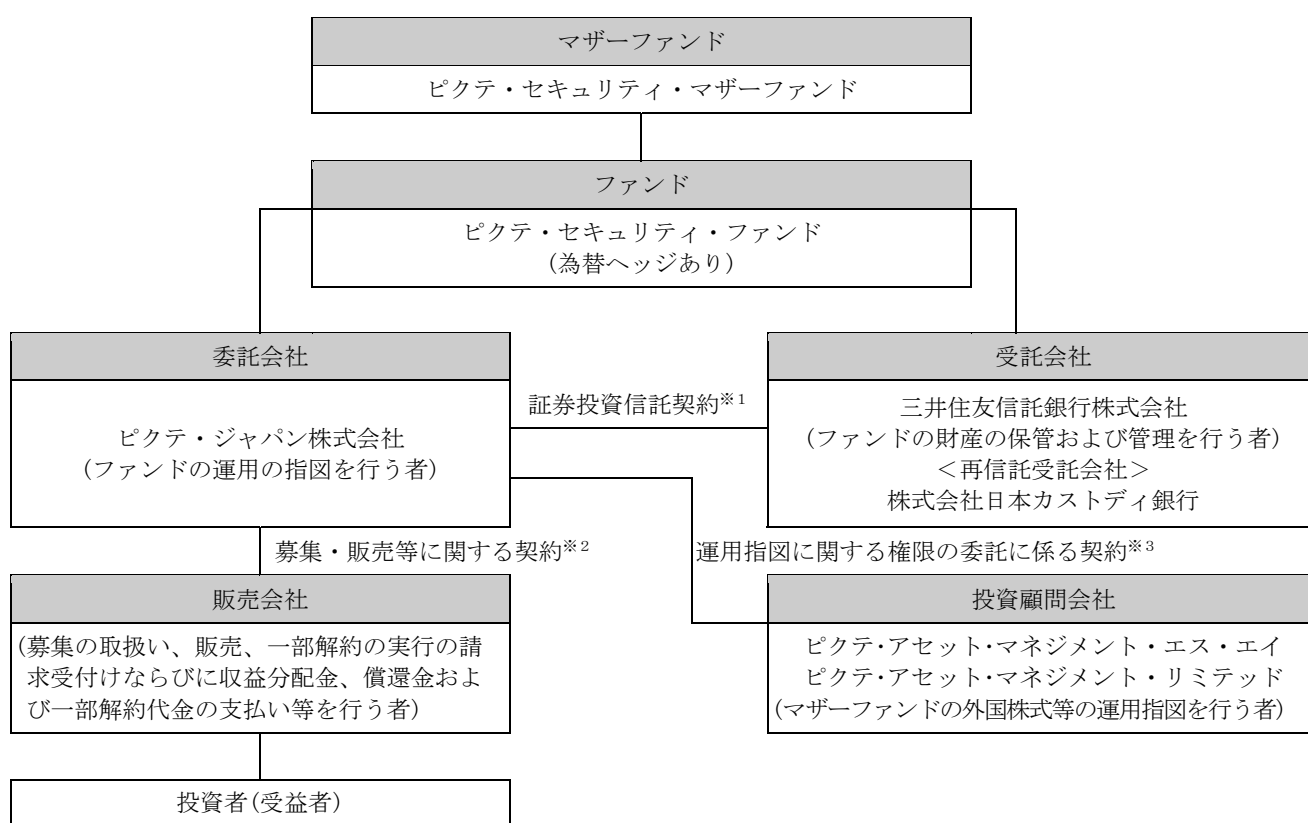 マザーファンド
ピクテ・セキュリティ・マザーファンド
ファンド
ピクテ・セキュリティ・ファンド
(為替ヘッジあり)
委託会社
ピクテ・ジャパン株式会社
(ファンドの運用の指図を行う者)
証券投資信託契約※1
受託会社
三井住友信託銀行株式会社
(ファンドの財産の保管および管理を行う者)
<再信託受託会社>
株式会社日本カストディ銀行
募集・販売等に関する契約※2
運用指図に関する権限の委託に係る契約※3
販売会社
(募集の取扱い、販売、一部解約の実行の請
求受付けならびに収益分配金、償還金およ
び一部解約代金の支払い等を行う者)
投資顧問会社
ピクテ・アセット・マネジメント・エス・エイ
ピクテ・アセット・マネジメント・リミテッド
(マザーファンドの外国株式等の運用指図を行う者)
投資者(受益者)